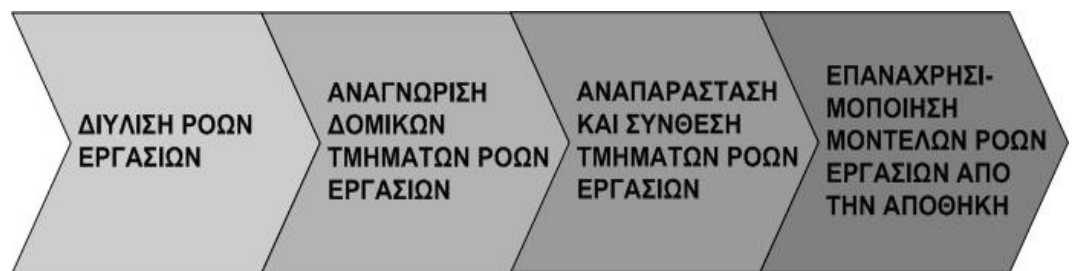 ΔΙΥΛΙΣΗ ΡΟΩΝ
ΕΡΓΑΣΙΩΝ
ΑΝΑΓΝΩΡΙΣΗ
ΔΟΜΙΚΩΝ
ΤΜΗΜΑΤΩΝ ΡΟΩΝ
ΕΡΓΑΣΙΩΝ
ΑΝΑΠΑΡΑΣΤΑΣΗ
ΚΑΙ ΣΥΝΘΕΣΗ
ΤΜΗΜΑΤΩΝ ΡΟΩΝ
ΕΡΓΑΣΙΩΝ
ΕΠΑΝΑΧΡΗΣΙ-
ΜΟΠΟΙΗΣΗ
ΜΟΝΤΕΛΩΝ ΡΟΩΝ
ΕΡΓΑΣΙΩΝ ΑΠΟ
ΤΗΝ ΑΠΟΘΗΚΗ